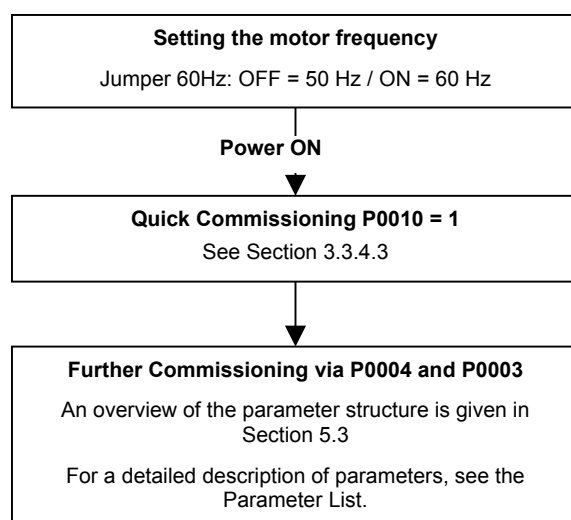 Setting the motor frequency
Jumper 60Hz: OFF = 50 Hz / ON = 60 Hz
Power ON
Quick Commissioning P0010 = 1
See Section 3.3.4.3
Further Commissioning via P0004 and P0003
An overview of the parameter structure is given in
Section 5.3
For a detailed description of parameters, see the
Parameter List.